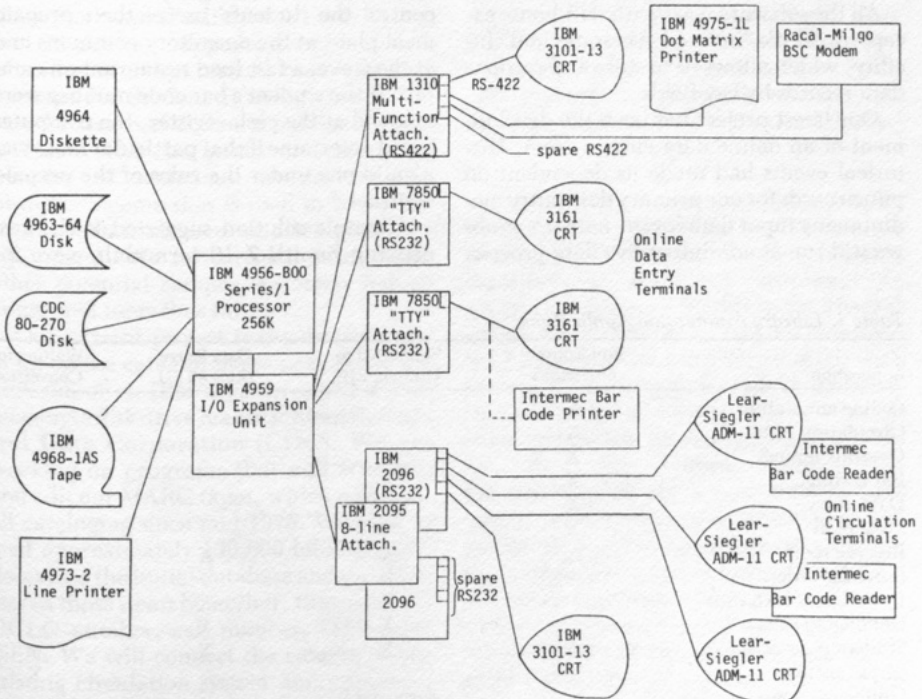 IBM
4964
Diskette
IBM
4963-64
Disk
CDC
80-270
Disk
IBM
4968-1AS
Tape
IBM
4973-2
Line Printer
IBM 4956-B00
Series/1
Processor
256K
IBM 4959
I/O Expansion
Unit
IBM 1310
Multi-
Function
Attach.
(RS422)
RS-422
spare RS422
IBM
3101-13
CRT
IBM 4975-1L
Dot Matrix
Printer
Racal-Milgo
BSC Modem
IBM 7850
"TTY"
Attach.
(RS232)
IBM
3161
CRT
Online
Data
Entry
Terminals
IBM 7850
"TTY"
Attach.
(RS232)
IBM
3161
CRT
Intermec Bar
Code Printer
IBM
2096
(RS232)
IBM 2095
8-line
Attach.
2096
spare
RS232
Lear-
Siegler
ADM-11 CRT
Intermec
Bar Code Reader
Online
Circulation
Terminals
Lear-
Siegler
ADM-11 CRT
Intermec
Bar Code Reader
IBM
3101-13
CRT
Lear-
Siegler
ADM-11 CRT